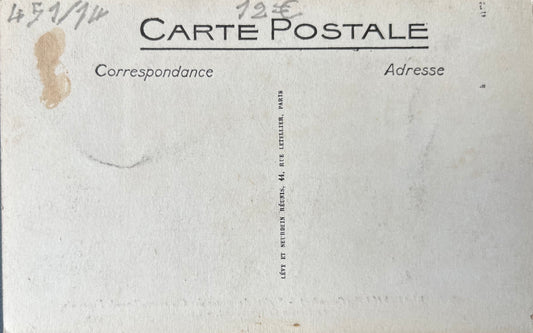 451/14
12€
CARTE POSTALE
Correspondance
Adresse
LÉVY ET NEURDEIN RÉUNIS, 44, RUE LETELLIER, PARIS